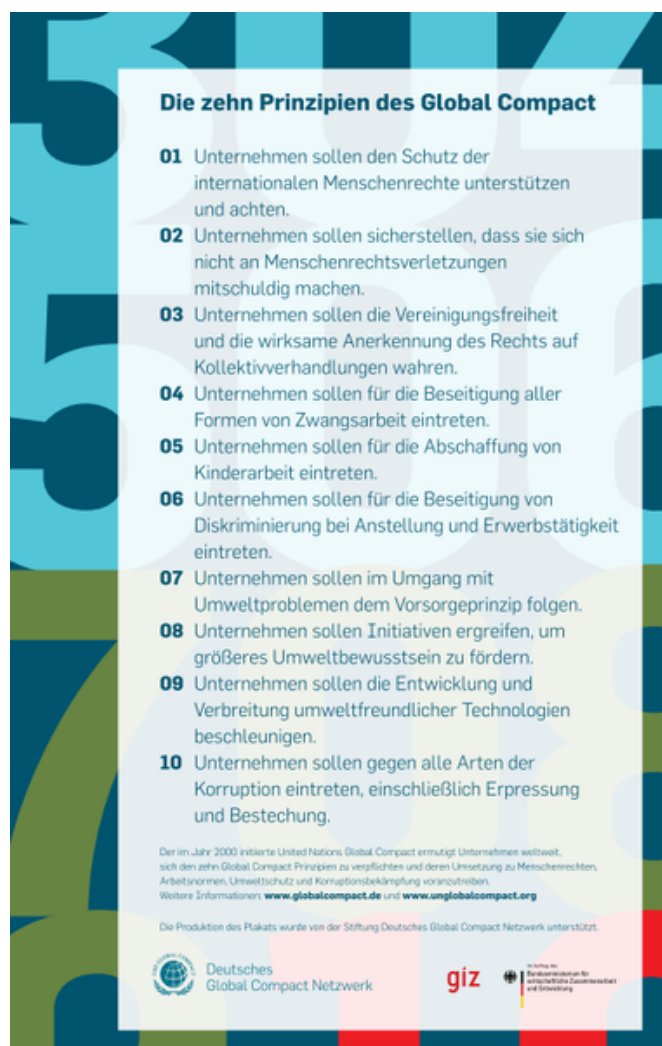 Die zehn Prinzipien des Global Compact
01 Unternehmen sollen den Schutz der
internationalen Menschenrechte unterstützen
und achten.
02 Unternehmen sollen sicherstellen, dass sie sich
nicht an Menschenrechtsverletzungen
mitschuldig machen.
03 Unternehmen sollen die Vereinigungsfreiheit
und die wirksame Anerkennung des Rechts auf
Kollektivverhandlungen wahren.
04 Unternehmen sollen für die Beseitigung aller
Formen von Zwangsarbeit eintreten.
05 Unternehmen sollen für die Abschaffung von
Kinderarbeit eintreten.
06 Unternehmen sollen für die Beseitigung von
Diskriminierung bei Anstellung und Erwerbstätigkeit
eintreten.
07 Unternehmen sollen im Umgang mit
Umweltproblemen dem Vorsorgeprinzip folgen.
08 Unternehmen sollen Initiativen ergreifen, um
größeres Umweltbewusstsein zu fördern.
09 Unternehmen sollen die Entwicklung und
Verbreitung umweltfreundlicher Technologien
beschleunigen.
10 Unternehmen sollen gegen alle Arten der
Korruption eintreten, einschließlich Erpressung
und Bestechung.
Der im Jahr 2000 initiierte United Nations Global Compact ermutigt Unternehmen weltweit,
sich den zehn Global Compact Prinzipien zu verpflichten und deren Umsetzung zu Menschenrechten,
Arbeitsnormen, Umweltschutz und Korruptionsbekämpfung voranzutreiben.
Weitere Informationen: www.globalcompact.de und www.unglobalcompact.org
Die Produktion des Plakats wurde von der Stiftung Deutsches Global Compact Netzwerk unterstützt.
Deutsches
Global Compact Netzwerk
giz
Im Auftrag des
Bundesministerium für
wirtschaftliche Zusammenarbeit
und Entwicklung